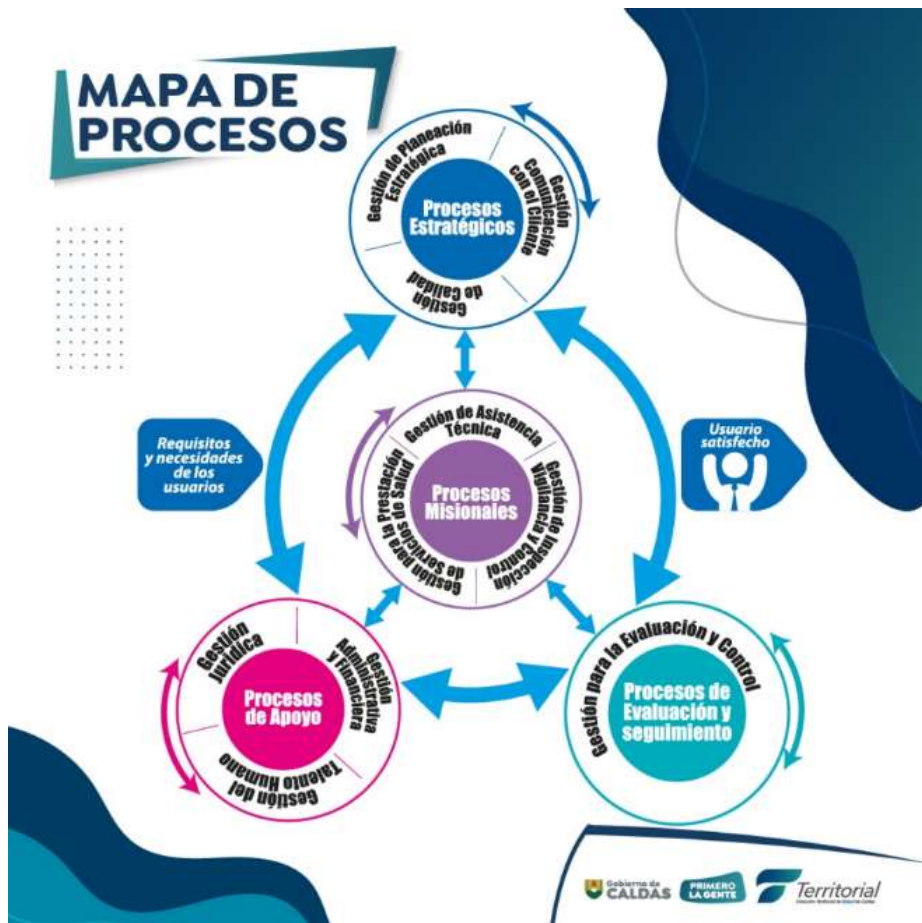 MAPA DE
PROCESOS
Gestión de Planeación
Estratégica
Gestión
Comunicación
con el Cliente
Gestión
de Calidad
Procesos
Estratégicos
Requisitos
y necesidades
de los
usuarios
Usuario
satisfecho
Gestión de Asistencia
Técnica
Gestión de Inspección
Vigilancia y Control
Gestión para la Prestación
de Servicios de Salud
Procesos
Misionales
Gestión
Jurídica
Gestión
Administrativa
y Financiera
Gestión del
Talento Humano
Procesos
de Apoyo
Gestión para la Evaluación y Control
Procesos de
Evaluación y
seguimiento
Gobierno de
CALDAS
PRIMERO
LA GENTE
Territorial